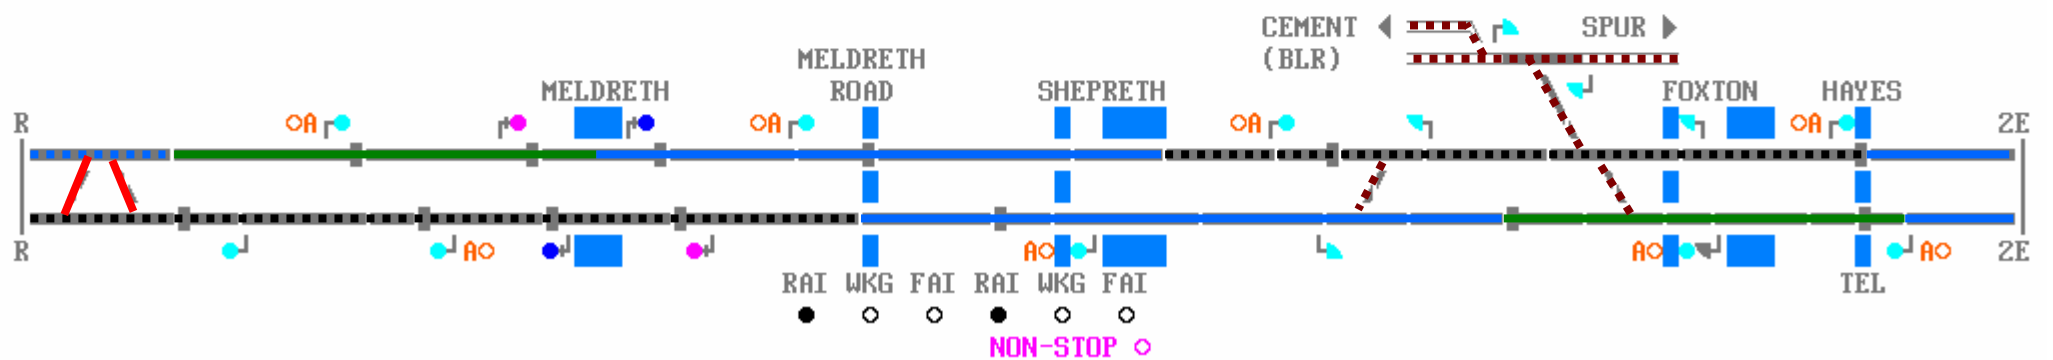 CEMENT SPUR
(BLR)
MELDRETH
ROAD
MELDRETH SHEPRETH FOXTON HAYES
R A A A A 2E
R A A A A 2E
RAI WKG FAI RAI WKG FAI TEL
NON-STOP